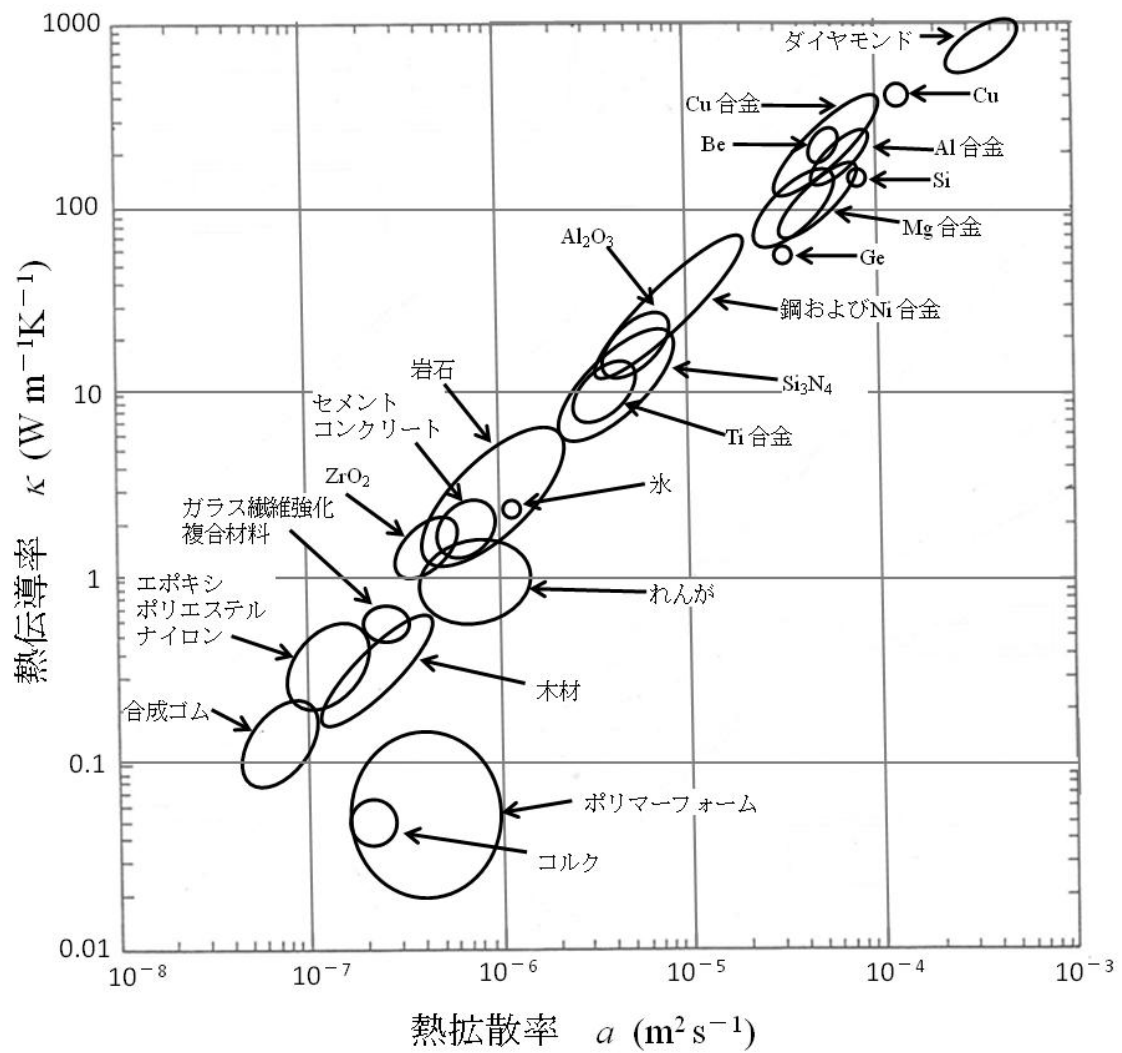 1000
ダイヤモンド
Cu 合金
Cu
Be
Al 合金
Si
100
Mg 合金
Al₂O₃
Ge
鋼およびNi 合金
岩石
Si₃N₄
10
セメント
コンクリート
Ti 合金
ZrO₂
氷
ガラス繊維強化
複合材料
1
エポキシ
ポリエステル
ナイロン
れんが
木材
合成ゴム
0.1
ポリマーフォーム
コルク
0.01
10⁻⁸
10⁻⁷
10⁻⁶
10⁻⁵
10⁻⁴
10⁻³
熱伝導率 κ (W m⁻¹K⁻¹)
熱拡散率 a (m² s⁻¹)